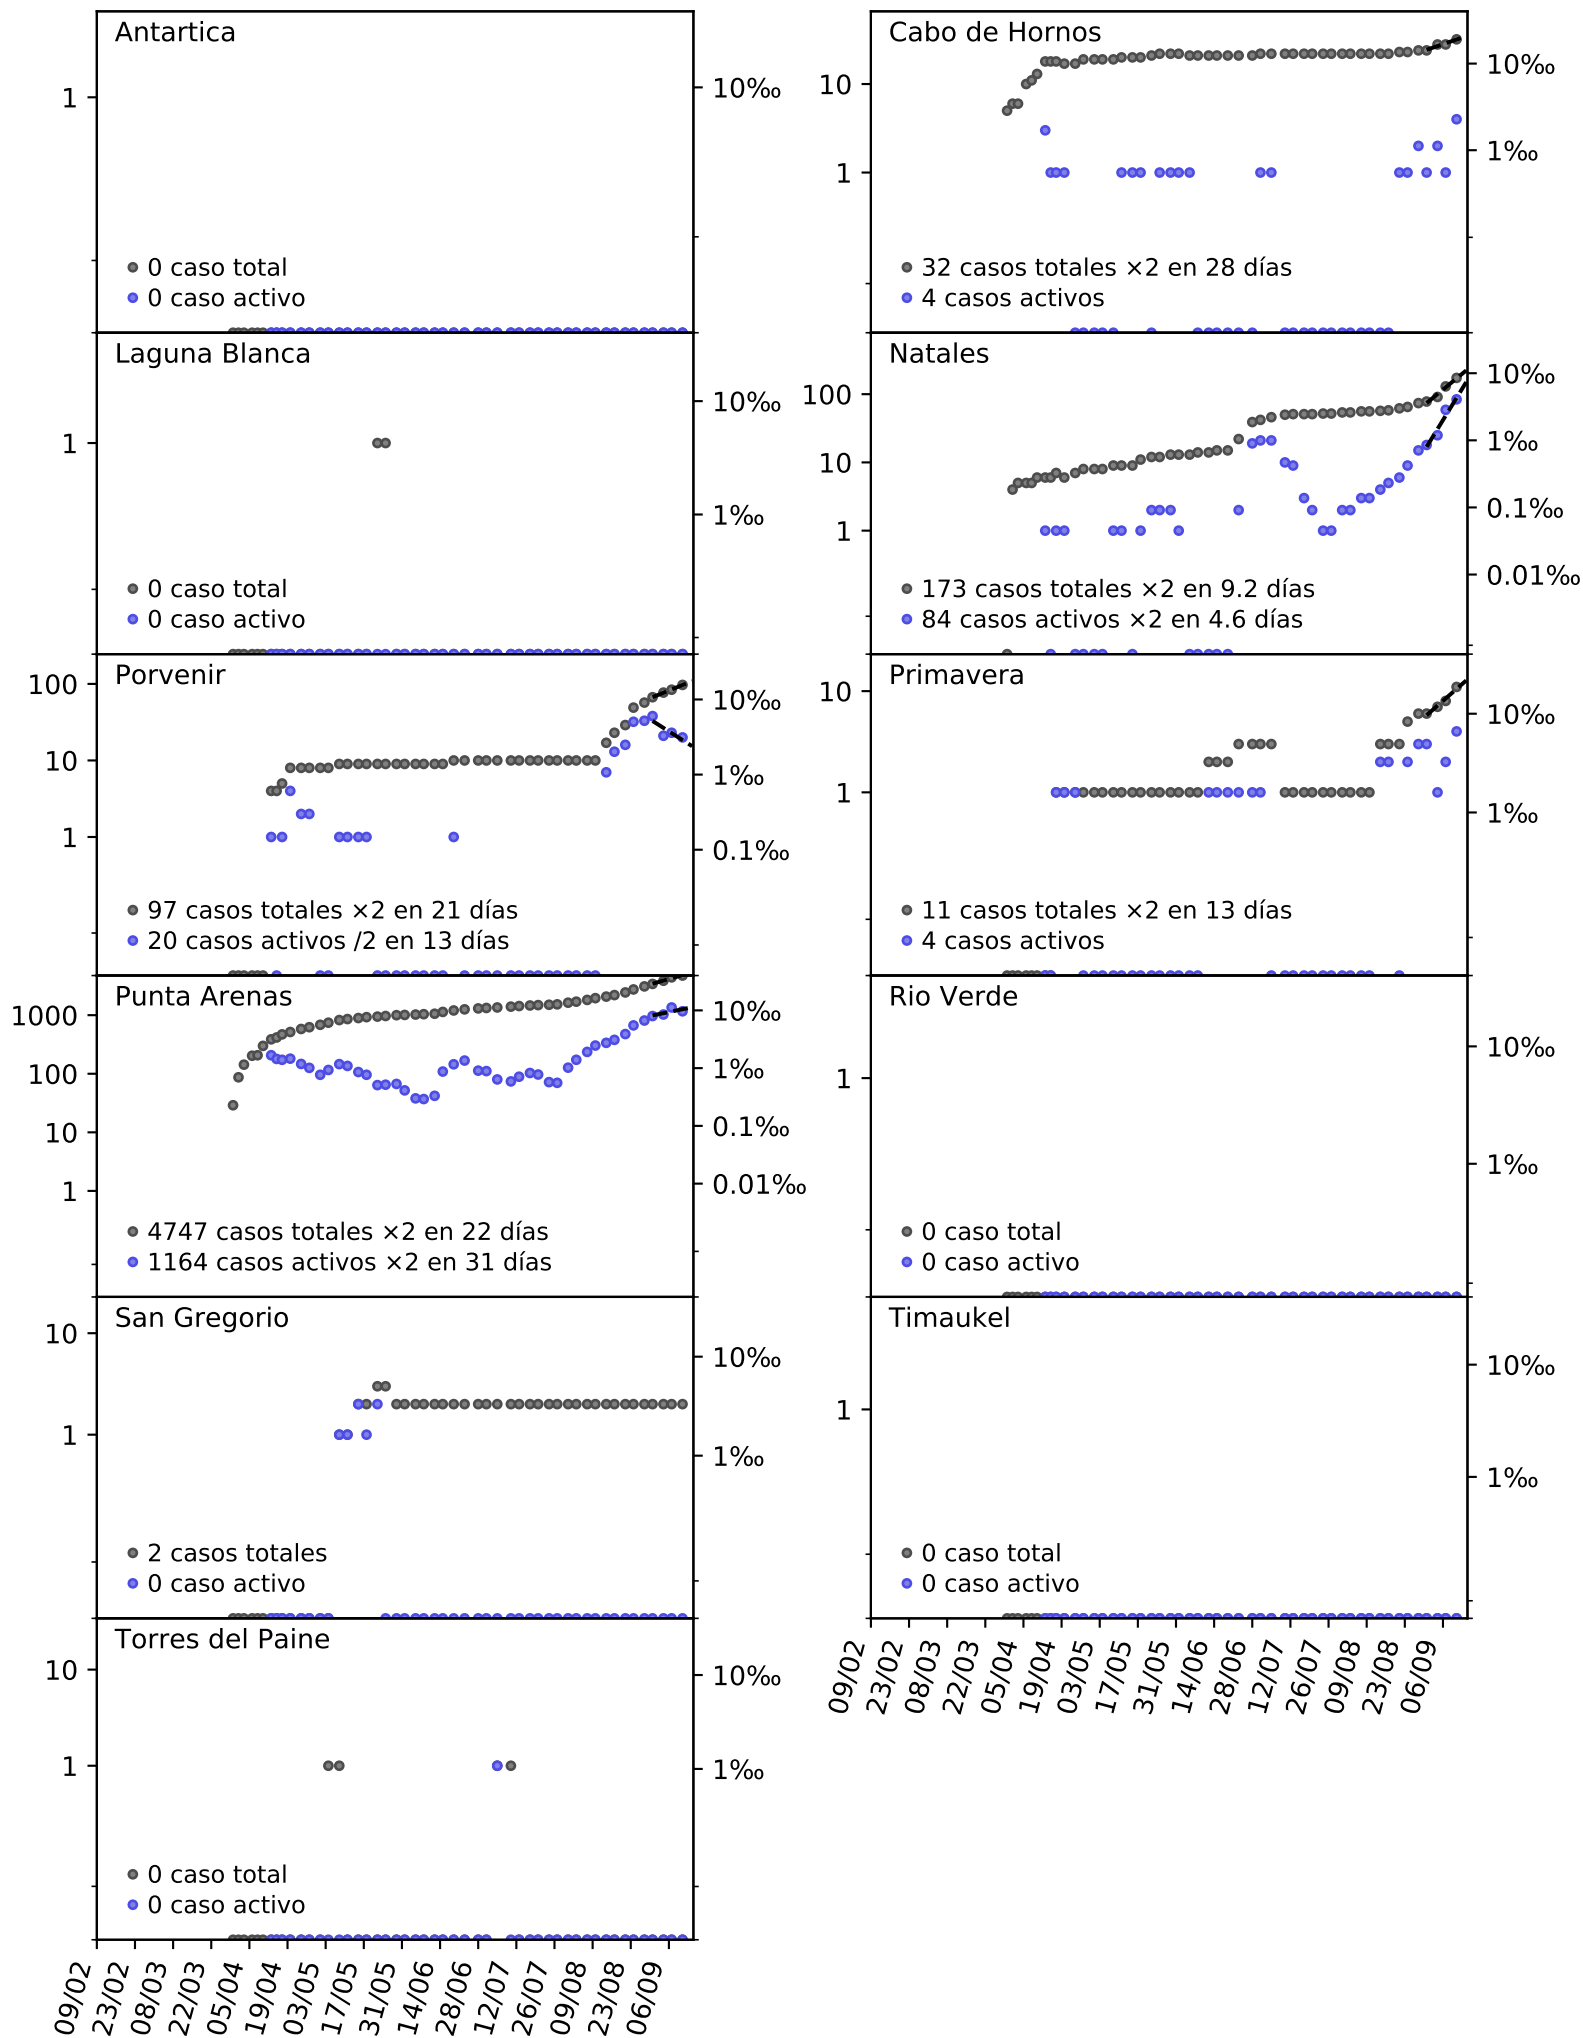 Antartica
1
10‰
0 caso total
0 caso activo
Cabo de Hornos
10
1
10‰
1‰
32 casos totales ×2 en 28 días
4 casos activos
Laguna Blanca
1
10‰
1‰
0 caso total
0 caso activo
Natales
100
10
1
10‰
1‰
0.1‰
0.01‰
173 casos totales ×2 en 9.2 días
84 casos activos ×2 en 4.6 días
Porvenir
100
10
1
10‰
1‰
0.1‰
97 casos totales ×2 en 21 días
20 casos activos /2 en 13 días
Primavera
10
1
10‰
1‰
11 casos totales ×2 en 13 días
4 casos activos
Punta Arenas
1000
100
10
1
10‰
1‰
0.1‰
0.01‰
4747 casos totales ×2 en 22 días
1164 casos activos ×2 en 31 días
Rio Verde
1
10‰
1‰
0 caso total
0 caso activo
San Gregorio
10
1
10‰
1‰
2 casos totales
0 caso activo
Timaukel
1
10‰
1‰
0 caso total
0 caso activo
09/02
23/02
08/03
22/03
05/04
19/04
03/05
17/05
31/05
14/06
28/06
12/07
26/07
09/08
23/08
06/09
Torres del Paine
10
1
10‰
1‰
0 caso total
0 caso activo
09/02
23/02
08/03
22/03
05/04
19/04
03/05
17/05
31/05
14/06
28/06
12/07
26/07
09/08
23/08
06/09